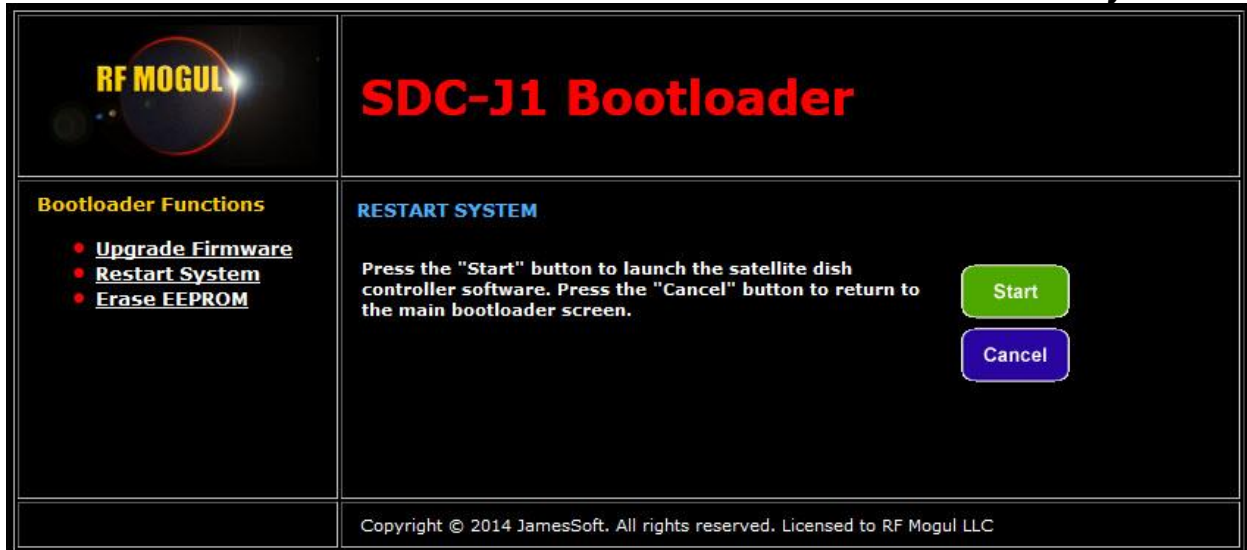 RF MOGUL
SDC-J1 Bootloader
Bootloader Functions
Upgrade Firmware
Restart System
Erase EEPROM
RESTART SYSTEM
Press the "Start" button to launch the satellite dish
controller software. Press the "Cancel" button to return to
the main bootloader screen.
Start
Cancel
Copyright © 2014 JamesSoft. All rights reserved. Licensed to RF Mogul LLC